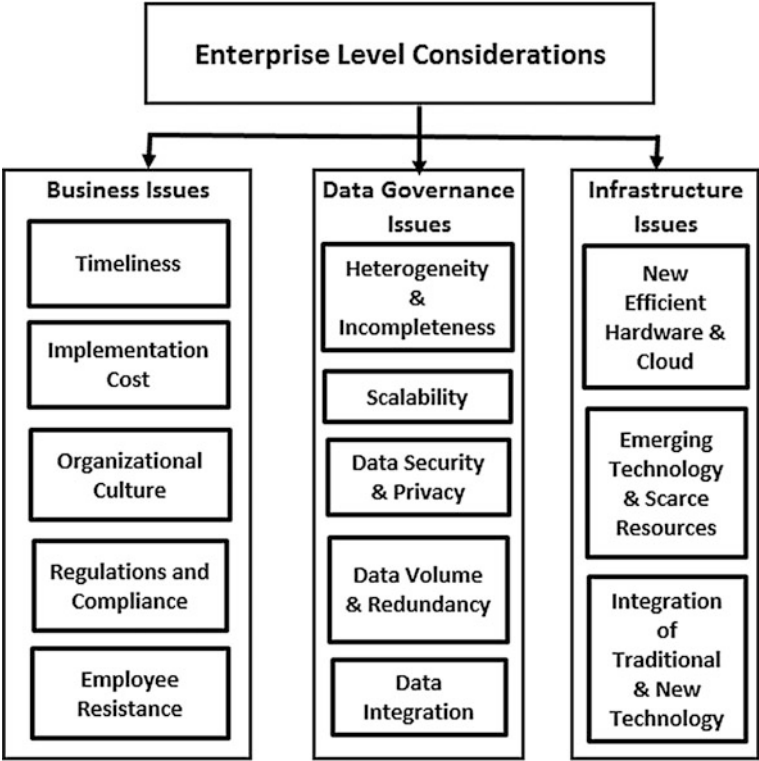 Enterprise Level Considerations
Business Issues
Timeliness
Implementation
Cost
Organizational
Culture
Regulations and
Compliance
Employee
Resistance
Data Governance
Issues
Heterogeneity
&
Incompleteness
Scalability
Data Security
& Privacy
Data Volume
& Redundancy
Data
Integration
Infrastructure
Issues
New
Efficient
Hardware &
Cloud
Emerging
Technology
& Scarce
Resources
Integration
of
Traditional
& New
Technology